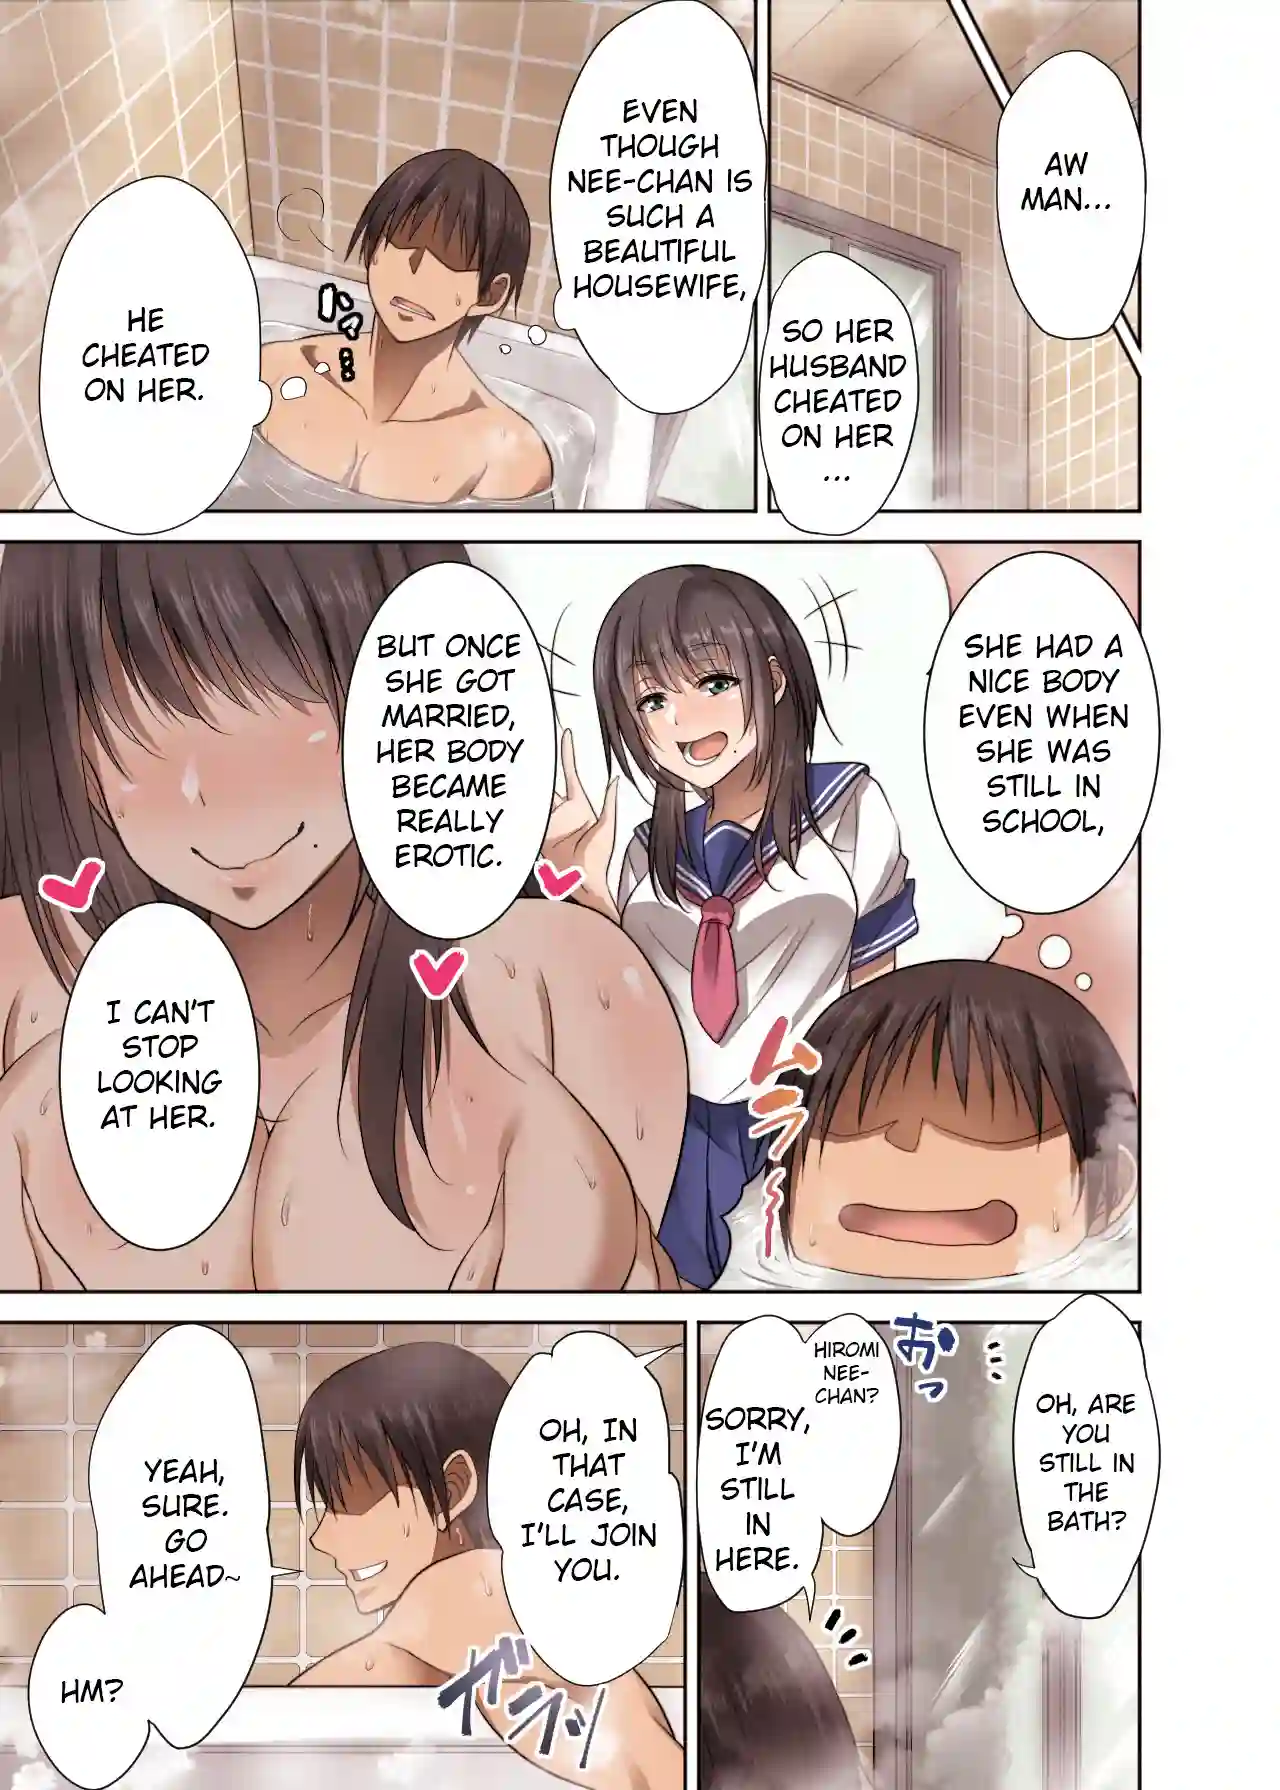 AW
MAN...
SO HER
HUSBAND
CHEATED
ON HER
...
EVEN
THOUGH
NEE-CHAN IS
SUCH A
BEAUTIFUL
HOUSEWIFE,
HE
CHEATED
ON HER.
ハァ…
SHE HAD A
NICE BODY
EVEN WHEN
SHE WAS
STILL IN
SCHOOL,
BUT ONCE
SHE GOT
MARRIED,
HER BODY
BECAME
REALLY
EROTIC.
I CAN'T
STOP
LOOKING
AT HER.
ムラ
OH, ARE
YOU
STILL IN
THE
BATH?
おっ
HIROMI
NEE-
CHAN?
SORRY,
I'M
STILL
IN
HERE.
OH, IN
THAT
CASE,
I'LL JOIN
YOU.
YEAH,
SURE.
GO
AHEAD~
HM?
ガラッ